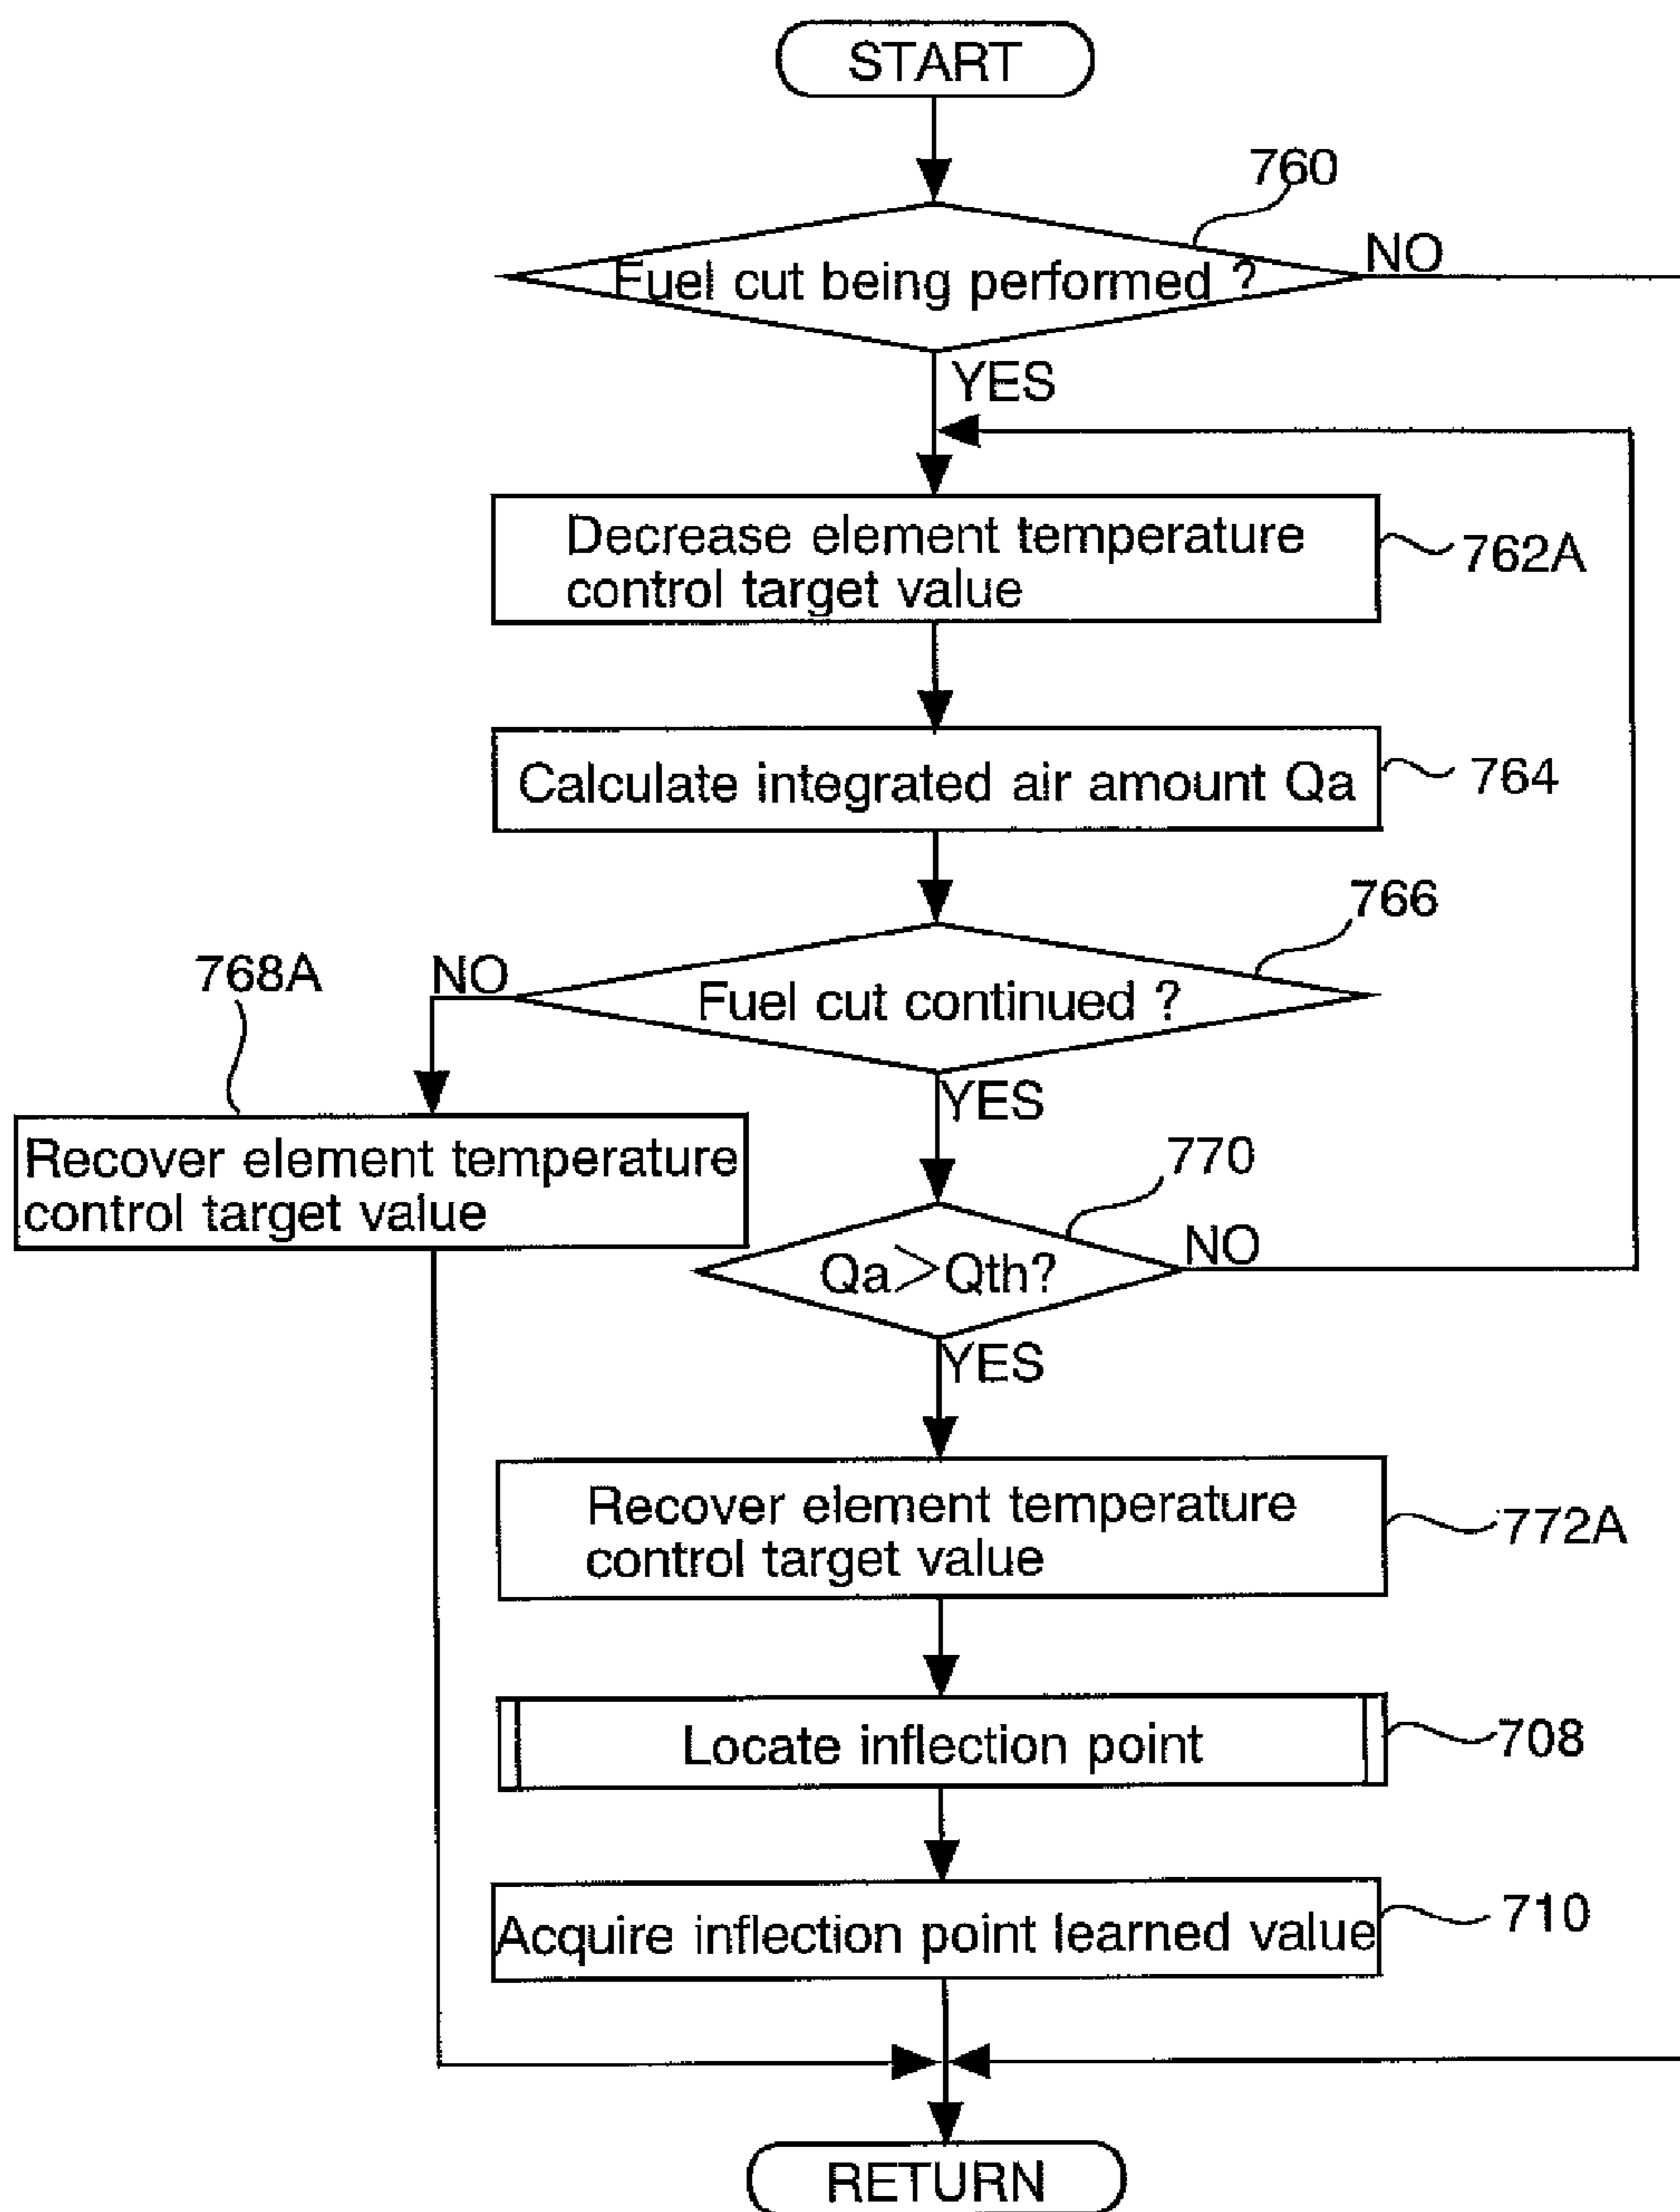 START
760
NO
Fuel cut being performed ?
YES
Decrease element temperature
control target value
762A
Calculate integrated air amount Qa
764
766
768A
NO
Fuel cut continued ?
YES
Recover element temperature
control target value
770
NO
Qa>Qth?
YES
Recover element temperature
control target value
772A
Locate inflection point
708
Acquire inflection point learned value
710
RETURN